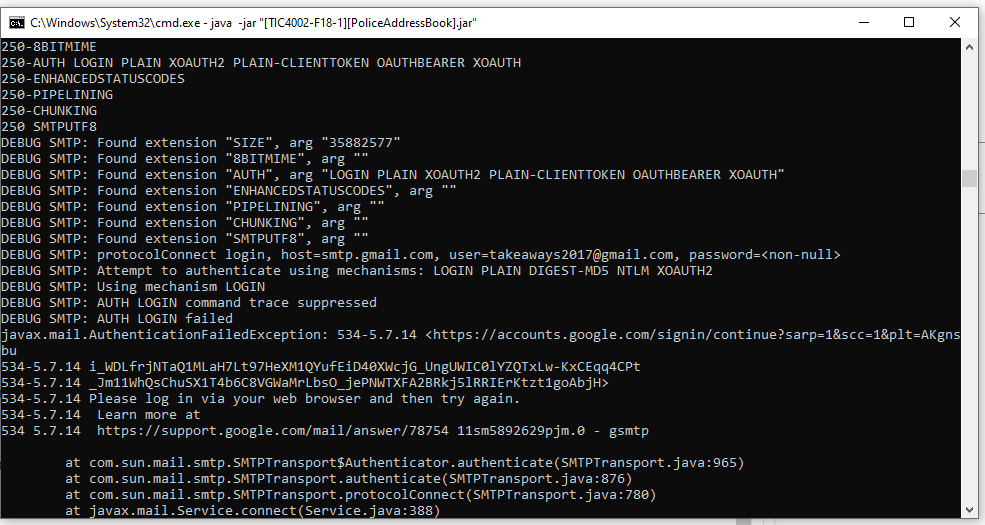 C:\Windows\System32\cmd.exe - java -jar "[TIC4002-F18-1][PoliceAddressBook].jar"
250-8BITMIME
250-AUTH LOGIN PLAIN XOAUTH2 PLAIN-CLIENTTOKEN OAUTHBEARER XOAUTH
250-ENHANCEDSTATUSCODES
250-PIPELINING
250-CHUNKING
250 SMTPUTF8
DEBUG SMTP: Found extension "SIZE", arg "35882577"
DEBUG SMTP: Found extension "8BITMIME", arg ""
DEBUG SMTP: Found extension "AUTH", arg "LOGIN PLAIN XOAUTH2 PLAIN-CLIENTTOKEN OAUTHBEARER XOAUTH"
DEBUG SMTP: Found extension "ENHANCEDSTATUSCODES", arg ""
DEBUG SMTP: Found extension "PIPELINING", arg ""
DEBUG SMTP: Found extension "CHUNKING", arg ""
DEBUG SMTP: Found extension "SMTPUTF8", arg ""
DEBUG SMTP: protocolConnect login, host=smtp.gmail.com, user=takeaways2017@gmail.com, password=<non-null>
DEBUG SMTP: Attempt to authenticate using mechanisms: LOGIN PLAIN DIGEST-MD5 NTLM XOAUTH2
DEBUG SMTP: Using mechanism LOGIN
DEBUG SMTP: AUTH LOGIN command trace suppressed
DEBUG SMTP: AUTH LOGIN failed
javax.mail.AuthenticationFailedException: 534-5.7.14 <https://accounts.google.com/signin/continue?sarp=1&scc=1&plt=AKgns
bu
534-5.7.14 i_WDLfrjNTaQ1MLaH7Lt97HeXM1QYufEiD40XWcjG_UngUWIC0lYZQTxLw-KxCEqq4CPt
534-5.7.14 _Jm11WhQsChuSX1T4b6C8VGWaMrLbsO_jePNWTXFA2BRkj5lRRIErKtzt1goAbjH>
534-5.7.14 Please log in via your web browser and then try again.
534-5.7.14  Learn more at
534 5.7.14  https://support.google.com/mail/answer/78754 11sm5892629pjm.0 - gsmtp
at com.sun.mail.smtp.SMTPTransport$Authenticator.authenticate(SMTPTransport.java:965)
at com.sun.mail.smtp.SMTPTransport.authenticate(SMTPTransport.java:876)
at com.sun.mail.smtp.SMTPTransport.protocolConnect(SMTPTransport.java:780)
at javax.mail.Service.connect(Service.java:388)